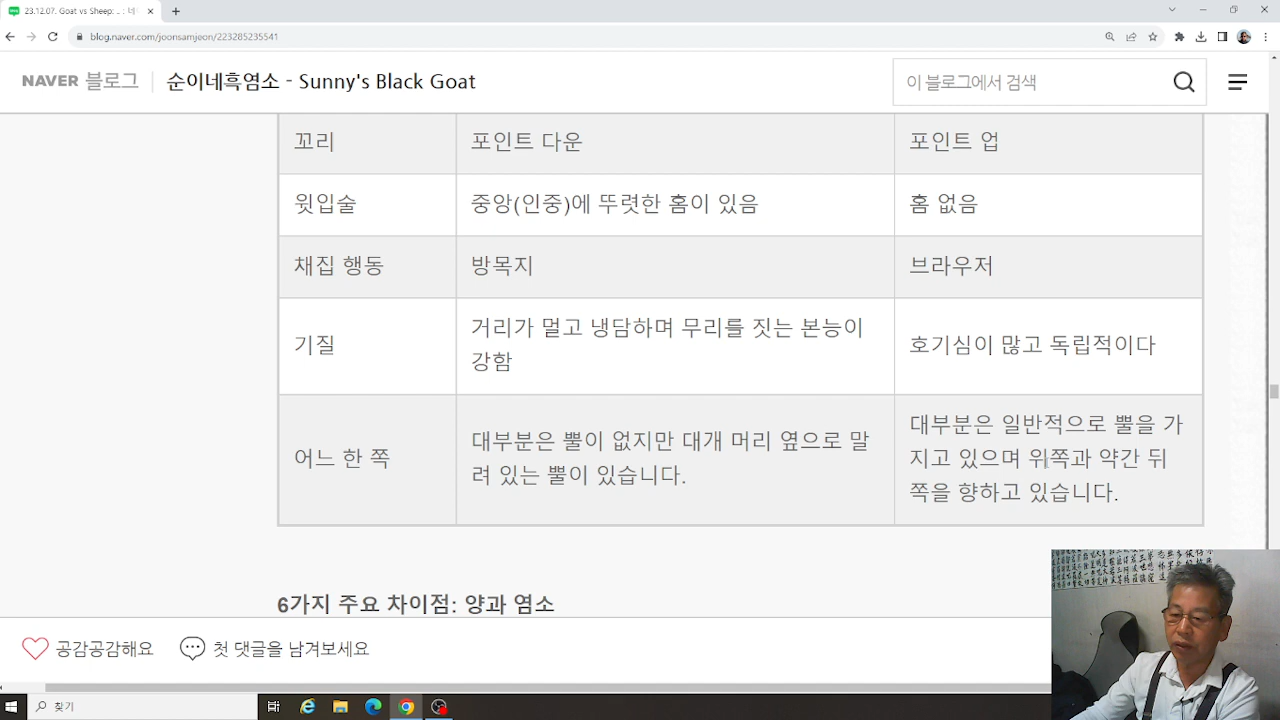 23.12.07. Goat vs Sheep: .. : 네
blog.naver.com/joonsamjeon/223285235541
NAVER 블로그
순이네흑염소 - Sunny's Black Goat
이 블로그에서 검색
꼬리
포인트 다운
포인트 업
윗입술
중앙(인중)에 뚜렷한 홈이 있음
홈 없음
채집 행동
방목지
브라우저
기질
거리가 멀고 냉담하며 무리를 짓는 본능이
강함
호기심이 많고 독립적이다
어느 한 쪽
대부분은 뿔이 없지만 대개 머리 옆으로 말
려 있는 뿔이 있습니다.
대부분은 일반적으로 뿔을 가
지고 있으며 위쪽과 약간 뒤
쪽을 향하고 있습니다.
6가지 주요 차이점: 양과 염소
공감공감해요
첫 댓글을 남겨보세요
찾기